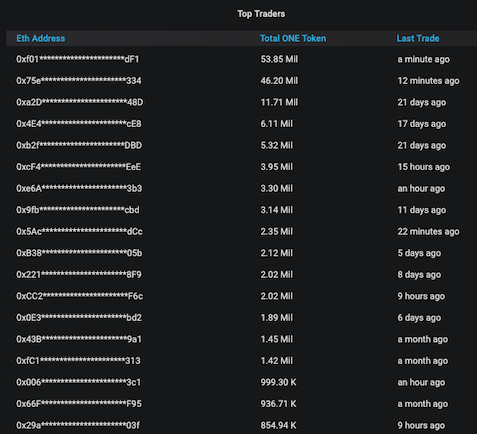 Top Traders
Eth Address Total ONE Token Last Trade
0xf01**********************dF1 53.85 Mil a minute ago
0x75e**********************334 46.20 Mil 12 minutes ago
0xa2D**********************48D 11.71 Mil 21 days ago
0x4E4**********************cE8 6.11 Mil 17 days ago
0xb2f**********************DBD 5.32 Mil 21 days ago
0xcF4**********************EeE 3.95 Mil 15 hours ago
0xe6A**********************3b3 3.30 Mil an hour ago
0x9fb**********************cbd 3.14 Mil 11 days ago
0x5Ac**********************dCc 2.35 Mil 22 minutes ago
0xB38**********************05b 2.12 Mil 5 days ago
0x221**********************8F9 2.02 Mil 8 days ago
0xCC2**********************F6c 2.02 Mil 9 hours ago
0x0E3**********************bd2 1.89 Mil 6 days ago
0x43B**********************9a1 1.45 Mil a month ago
0xfC1**********************313 1.42 Mil a month ago
0x006**********************3c1 999.30 K an hour ago
0x66F**********************F95 936.71 K a month ago
0x29a**********************03f 854.94 K 9 hours ago